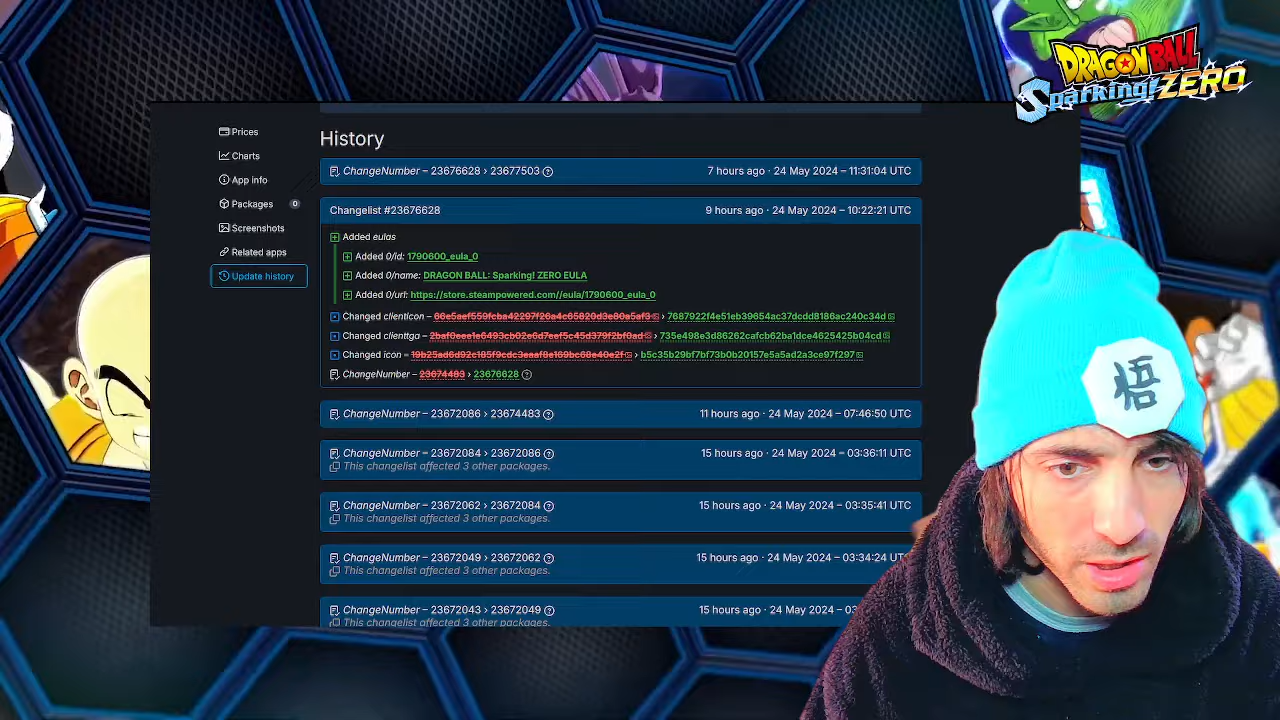 DRAGON BALL
Sparking! ZERO
Prices
Charts
App info
Packages 0
Screenshots
Related apps
Update history
History
ChangeNumber – 23676628 › 23677503
7 hours ago · 24 May 2024 – 11:31:04 UTC
Changelist #23676628
9 hours ago · 24 May 2024 – 10:22:21 UTC
Added eulas
Added 0/id: 1790600_eula_0
Added 0/name: DRAGON BALL: Sparking! ZERO EULA
Added 0/url: https://store.steampowered.com//eula/1790600_eula_0
Changed clienticon – › 7687922f4e51eb39654ac37dcdd8186ac240c34d
Changed clienttga – › 735e498e3d86262cafcb62ba1dce4625425b04cd
Changed icon – › b5c35b29bf7bf73b0b20157e5a5ad2a3ce97f297
ChangeNumber – 23674483 › 23676628
ChangeNumber – 23672086 › 23674483
11 hours ago · 24 May 2024 – 07:46:50 UTC
ChangeNumber – 23672084 › 23672086
This changelist affected 3 other packages.
15 hours ago · 24 May 2024 – 03:36:11 UTC
ChangeNumber – 23672062 › 23672084
This changelist affected 3 other packages.
15 hours ago · 24 May 2024 – 03:35:41 UTC
ChangeNumber – 23672049 › 23672062
This changelist affected 3 other packages.
15 hours ago · 24 May 2024 – 03:34:24 UTC
ChangeNumber – 23672043 › 23672049
This changelist affected 3 other packages.
15 hours ago · 24 May 2024 – 03
悟